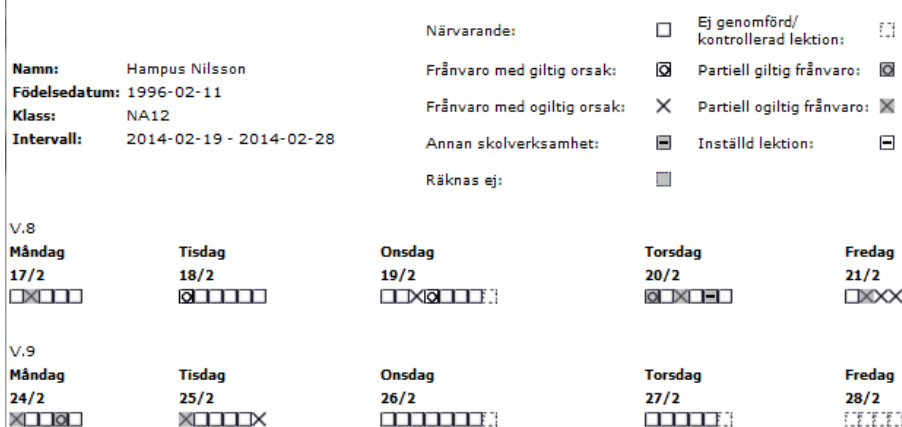 Närvarande:
Ej genomförd/
kontrollerad lektion:
Namn: Hampus Nilsson
Frånvaro med giltig orsak:
Partiell giltig frånvaro:
Födelsedatum: 1996-02-11
Klass: NA12
Frånvaro med ogiltig orsak:
Partiell ogiltig frånvaro:
Intervall: 2014-02-19 - 2014-02-28
Annan skolverksamhet:
Inställd lektion:
Räknas ej:
V.8
Måndag Tisdag Onsdag Torsdag Fredag
17/2 18/2 19/2 20/2 21/2
V.9
Måndag Tisdag Onsdag Torsdag Fredag
24/2 25/2 26/2 27/2 28/2